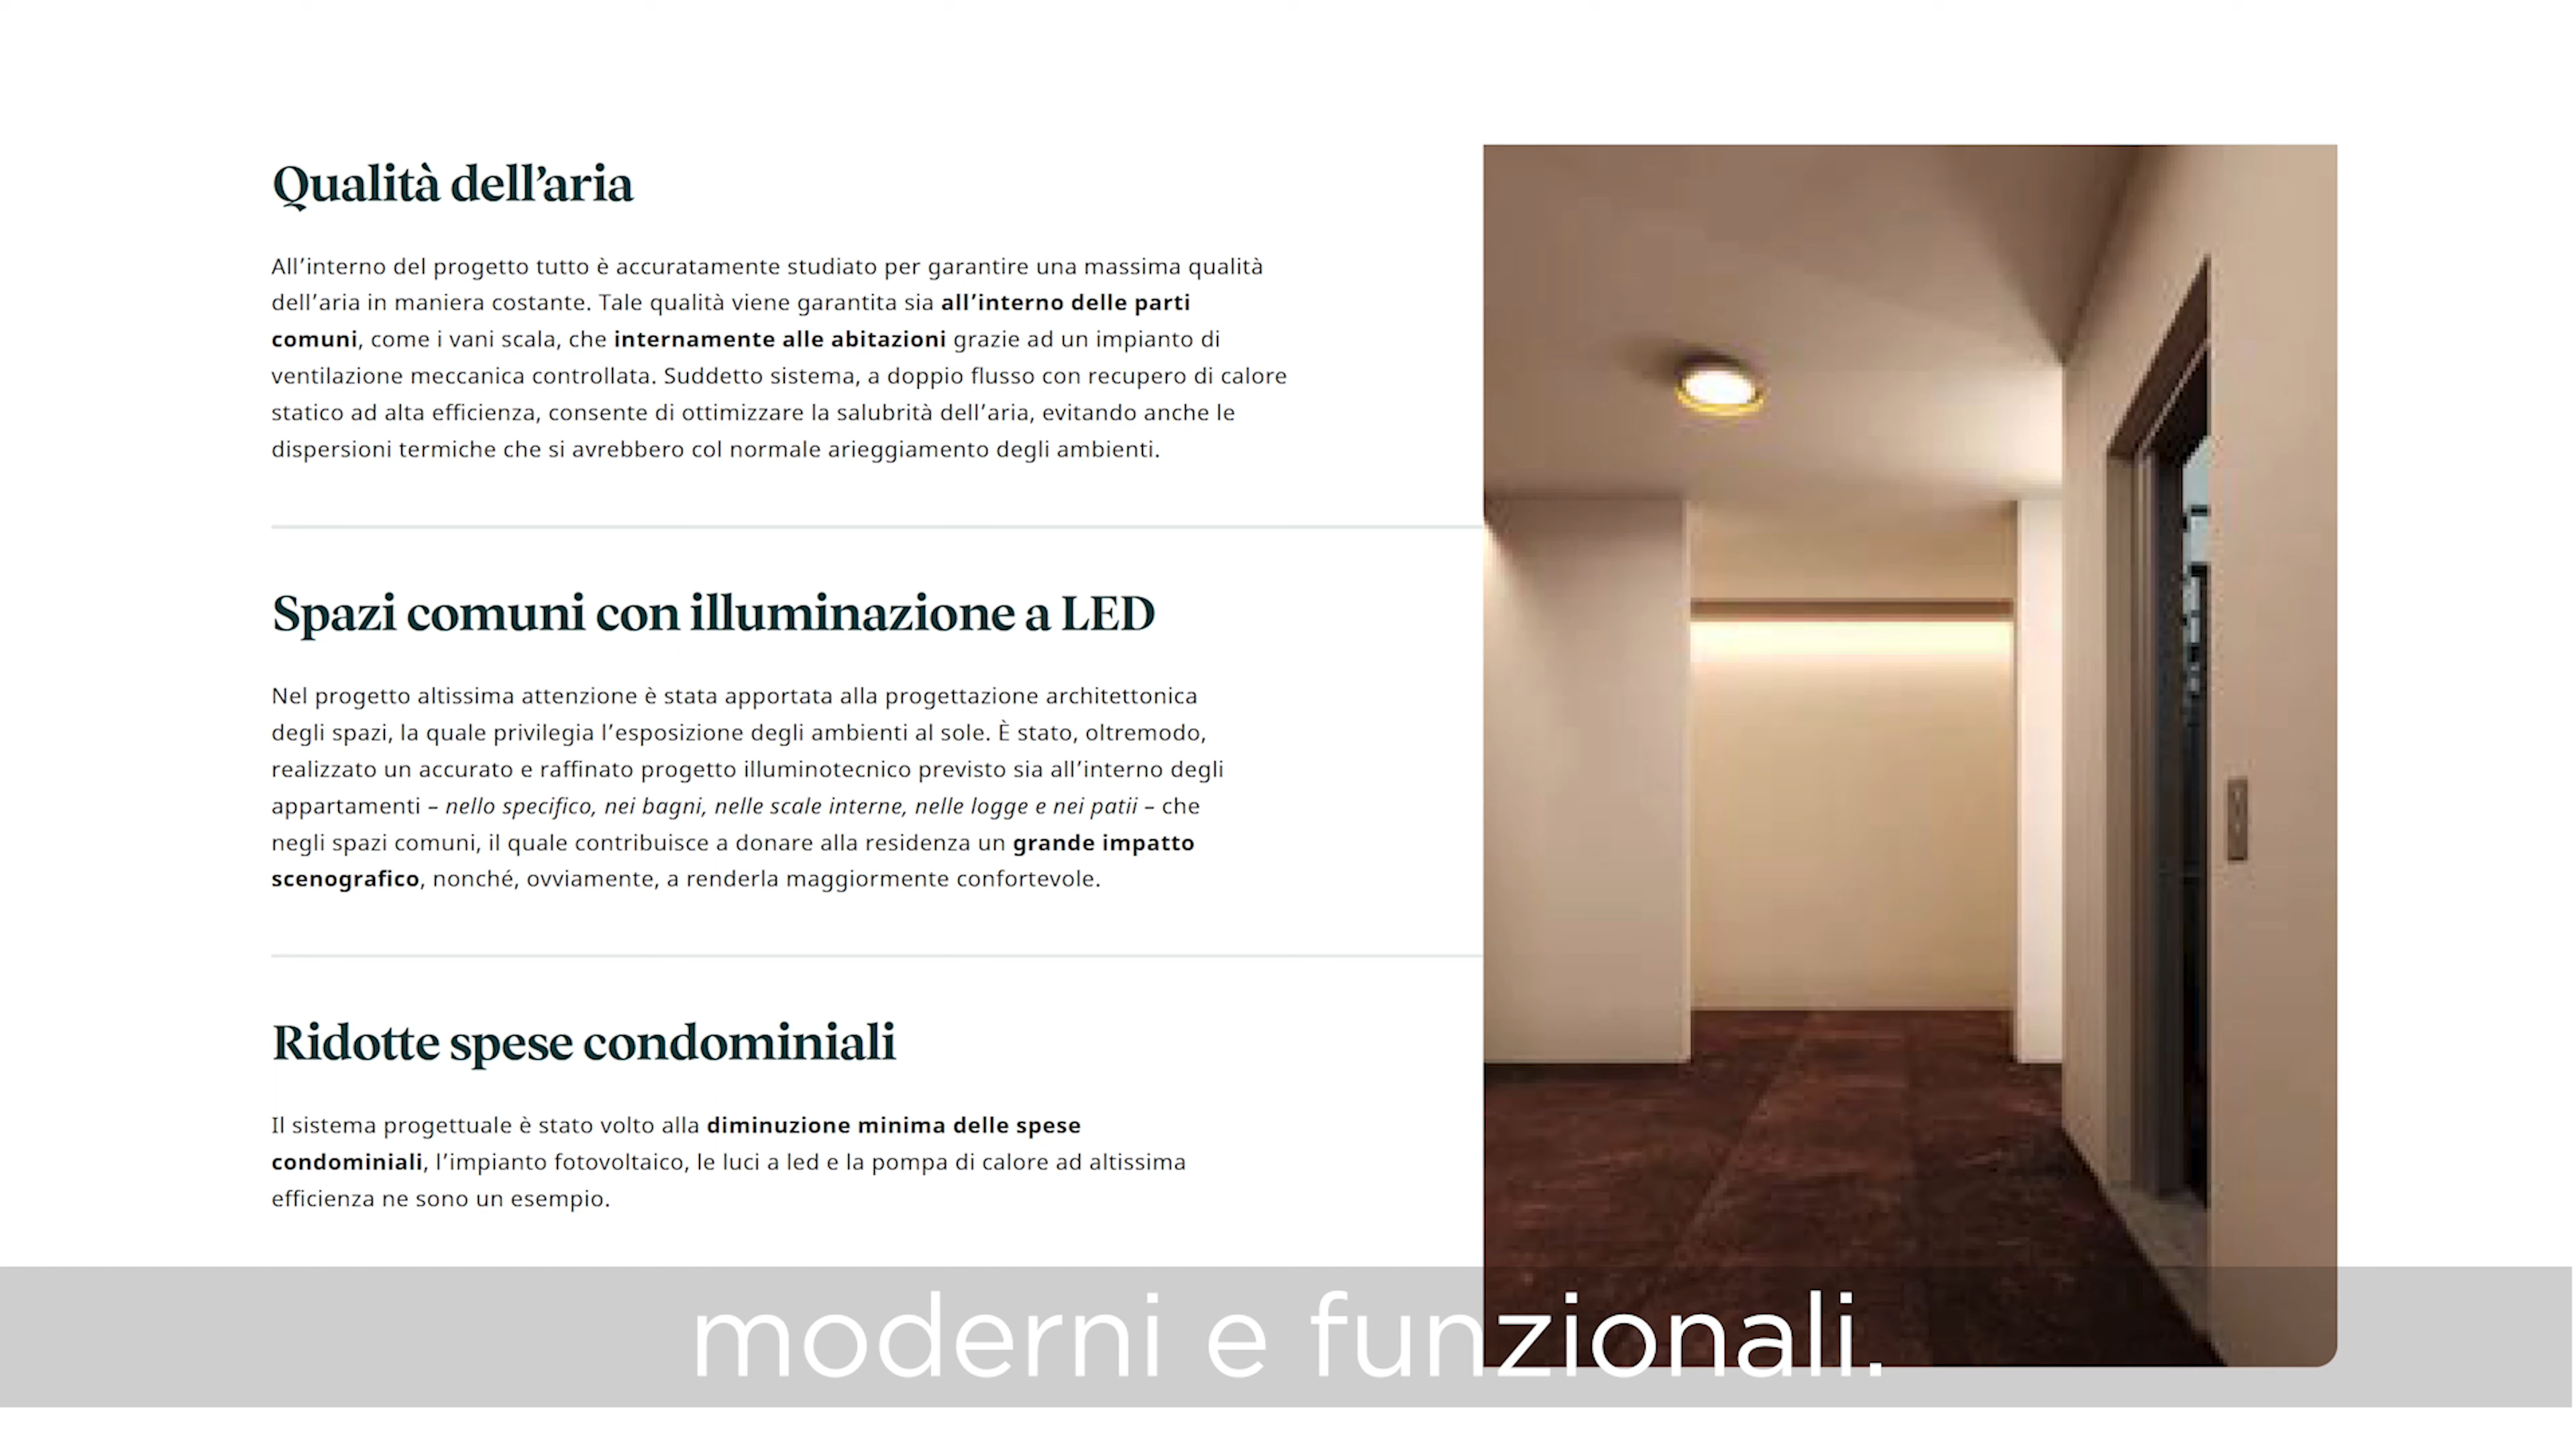 Qualità dell’aria
All’interno del progetto tutto è accuratamente studiato per garantire una massima qualità
dell’aria in maniera costante. Tale qualità viene garantita sia all’interno delle parti
comuni, come i vani scala, che internamente alle abitazioni grazie ad un impianto di
ventilazione meccanica controllata. Suddetto sistema, a doppio flusso con recupero di calore
statico ad alta efficienza, consente di ottimizzare la salubrità dell’aria, evitando anche le
dispersioni termiche che si avrebbero col normale arieggiamento degli ambienti.
Spazi comuni con illuminazione a LED
Nel progetto altissima attenzione è stata apportata alla progettazione architettonica
degli spazi, la quale privilegia l’esposizione degli ambienti al sole. È stato, oltremodo,
realizzato un accurato e raffinato progetto illuminotecnico previsto sia all’interno degli
appartamenti – nello specifico, nei bagni, nelle scale interne, nelle logge e nei patii – che
negli spazi comuni, il quale contribuisce a donare alla residenza un grande impatto
scenografico, nonché, ovviamente, a renderla maggiormente confortevole.
Ridotte spese condominiali
Il sistema progettuale è stato volto alla diminuzione minima delle spese
condominiali, l’impianto fotovoltaico, le luci a led e la pompa di calore ad altissima
efficienza ne sono un esempio.
moderni e funzionali.